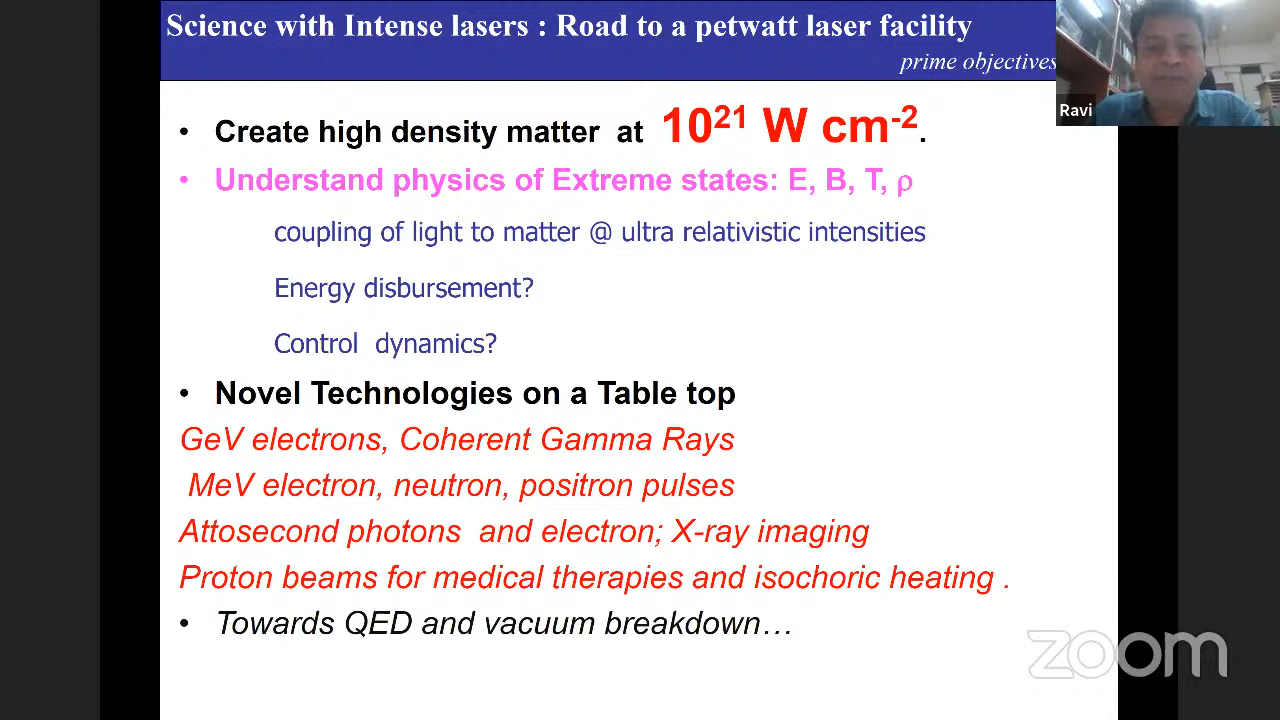 Science with Intense lasers : Road to a petwatt laser facility
prime objectives
Ravi
• Create high density matter at 10²¹ W cm⁻².
• Understand physics of Extreme states: E, B, T, ρ
coupling of light to matter @ ultra relativistic intensities
Energy disbursement?
Control dynamics?
• Novel Technologies on a Table top
GeV electrons, Coherent Gamma Rays
MeV electron, neutron, positron pulses
Attosecond photons and electron; X-ray imaging
Proton beams for medical therapies and isochoric heating .
• Towards QED and vacuum breakdown…
zoom